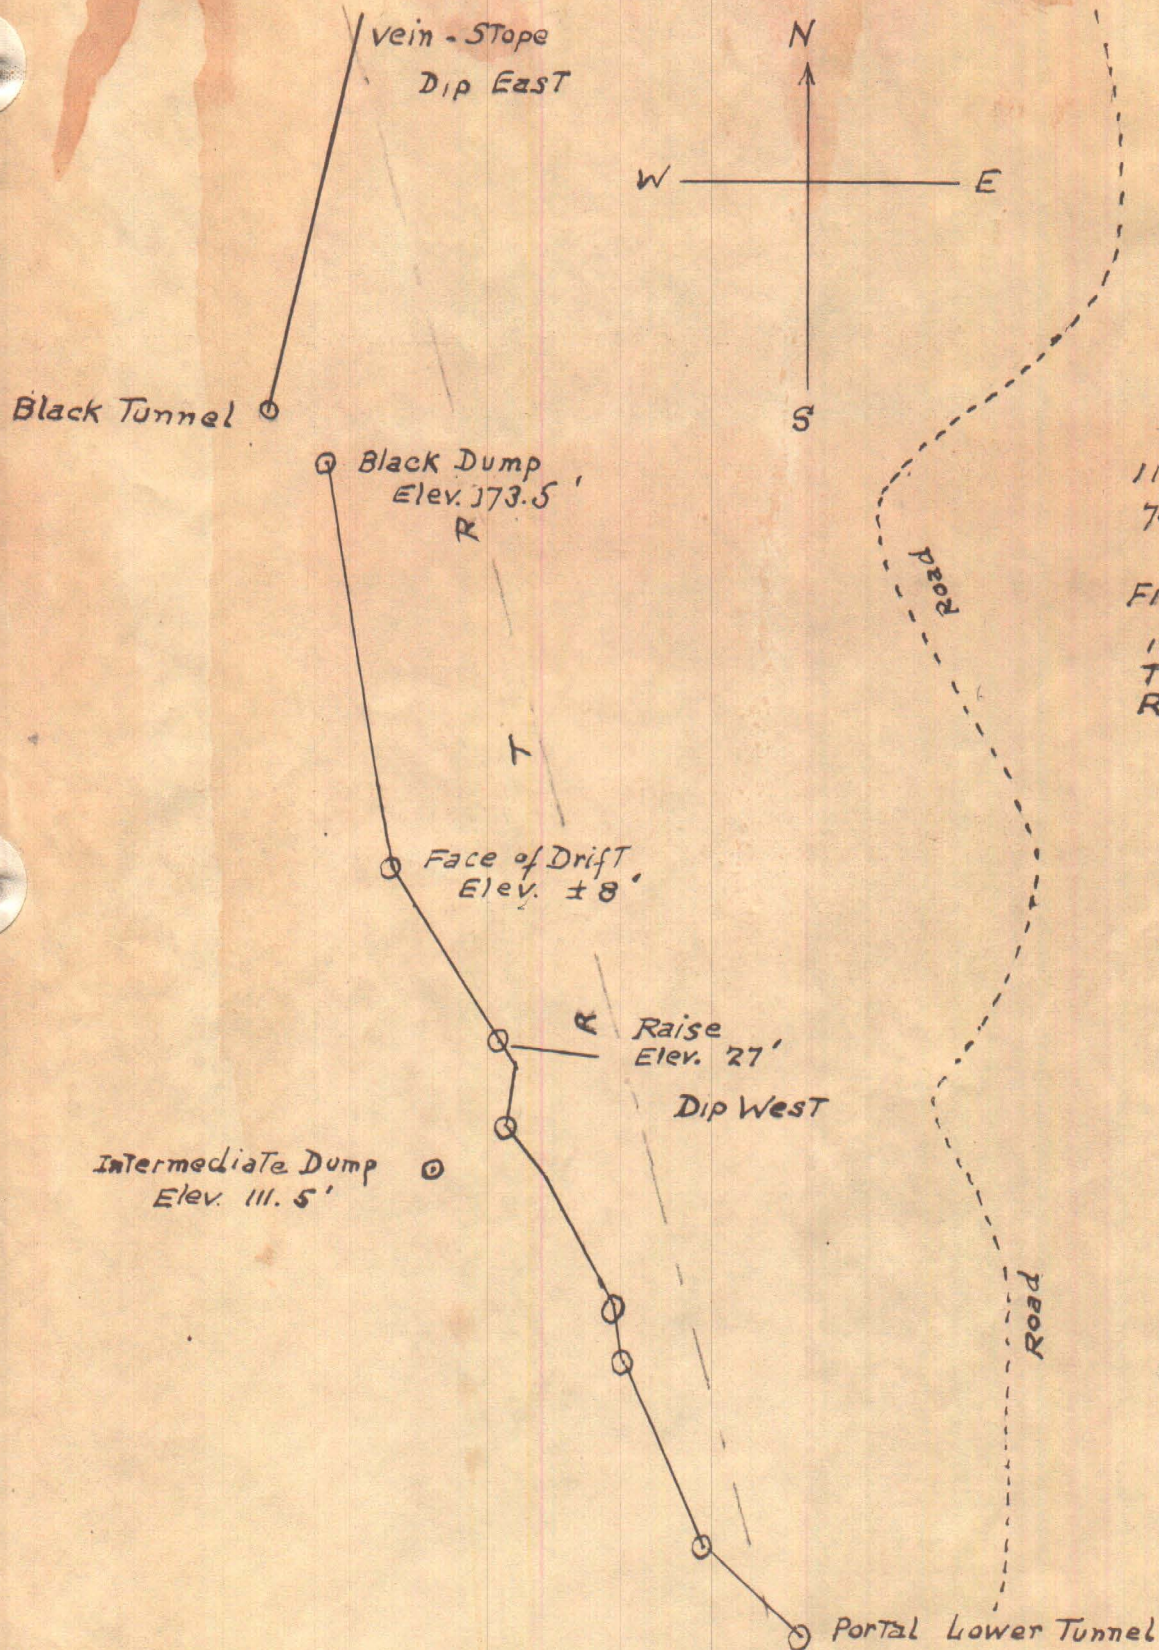 vein - Stope
Dip East
N
W
E
S
Black Tunnel
Black Dump
Elev. 173.5'
R
Road
T
Face of Drift
Elev. ± 8'
R
Raise
Elev. 27'
Dip West
Intermediate Dump
Elev. 111.5'
Road
Portal Lower Tunnel